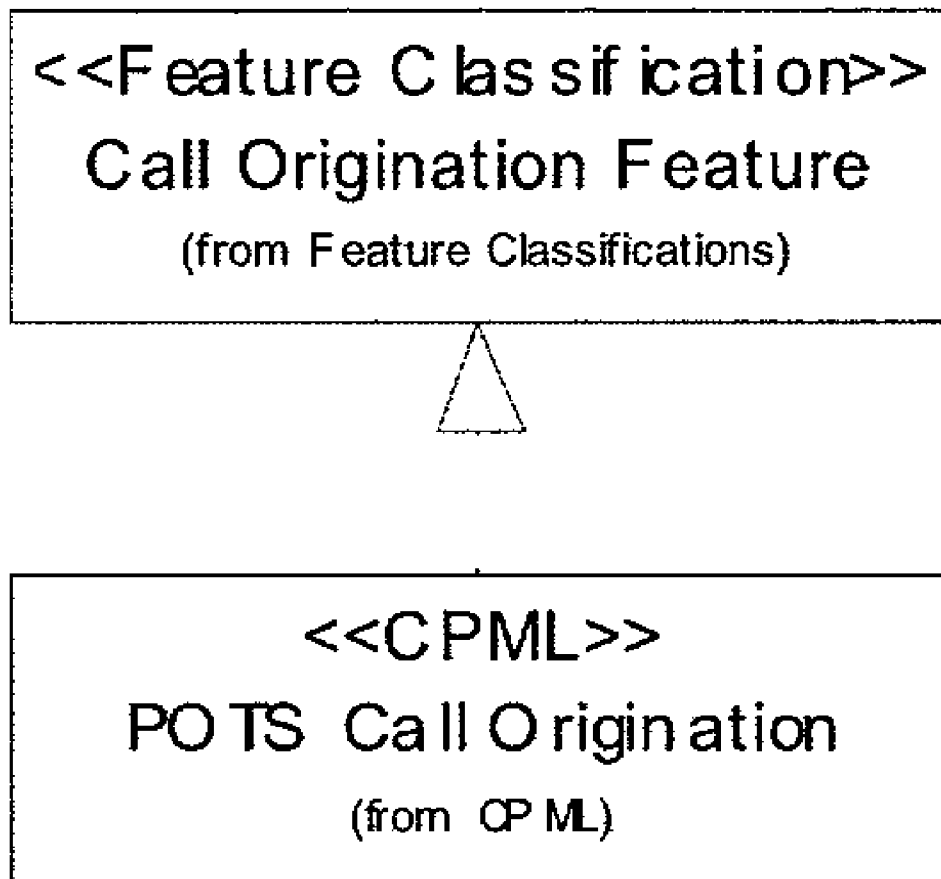 <<Feature Classification>>
Call Origination Feature
(from Feature Classifications)
<<CPML>>
POTS Call Origination
(from CPML)